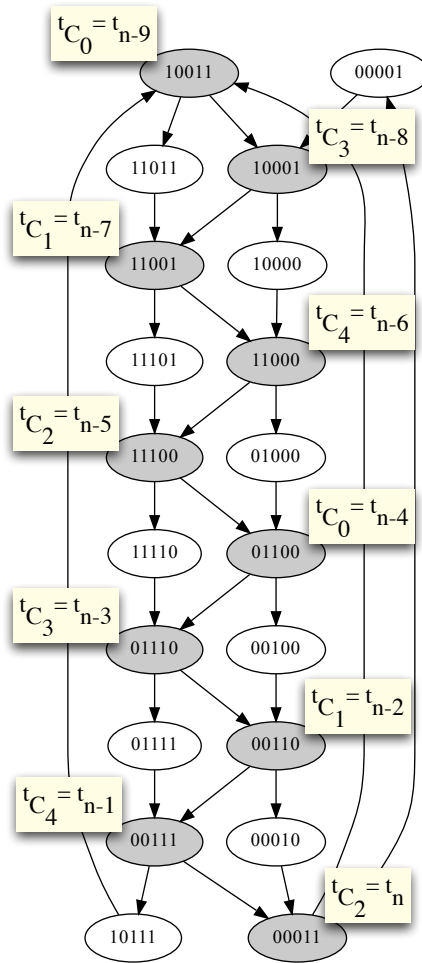 tC0 = tn-9
10011
00001
tC3 = tn-8
11011
10001
tC1 = tn-7
11001
10000
tC4 = tn-6
11101
11000
tC2 = tn-5
11100
01000
tC0 = tn-4
11110
01100
tC3 = tn-3
01110
00100
tC1 = tn-2
01111
00110
tC4 = tn-1
00111
00010
tC2 = tn
10111
00011